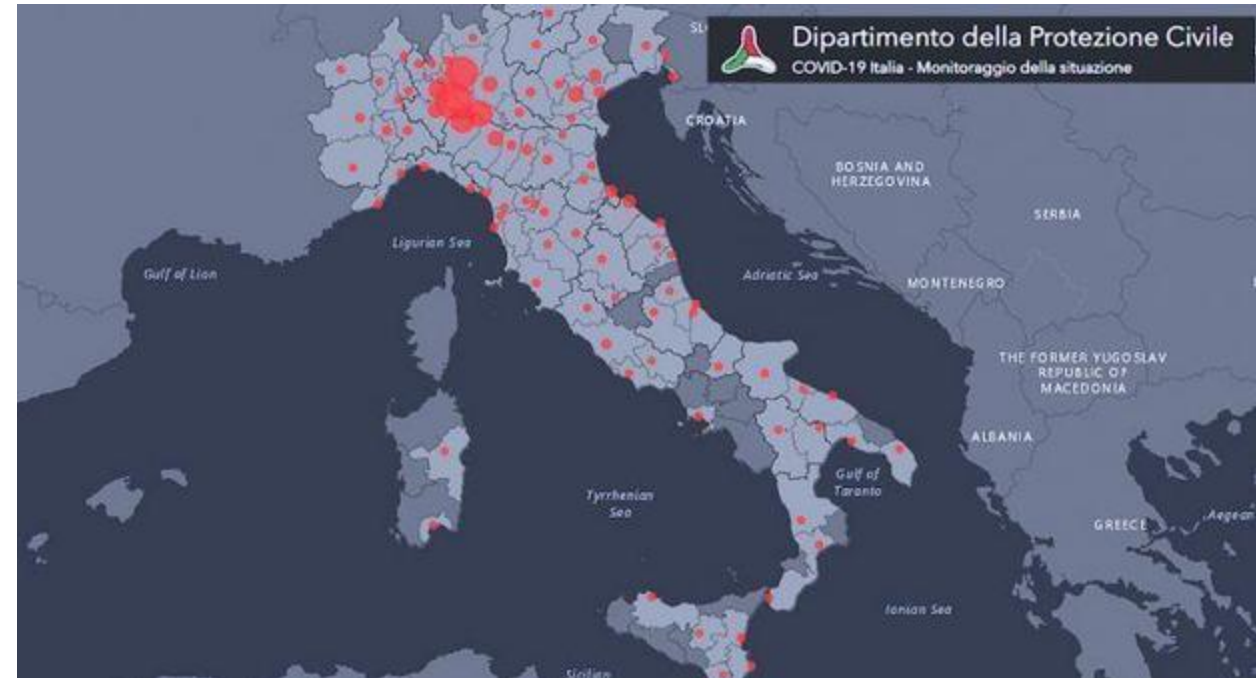 Dipartimento della Protezione Civile
COVID-19 Italia - Monitoraggio della situazione
CROATIA
BOSNIA AND
HERZEGOVINA
SERBIA
Ligurian Sea
Gulf of Lion
Adriatic Sea
MONTENEGRO
THE FORMER YUGOSLAV
REPUBLIC OF
MACEDONIA
ALBANIA
Gulf of
Taranto
Tyrrhenian
Sea
GREECE
Aegean
Ionian Sea
Sicilian